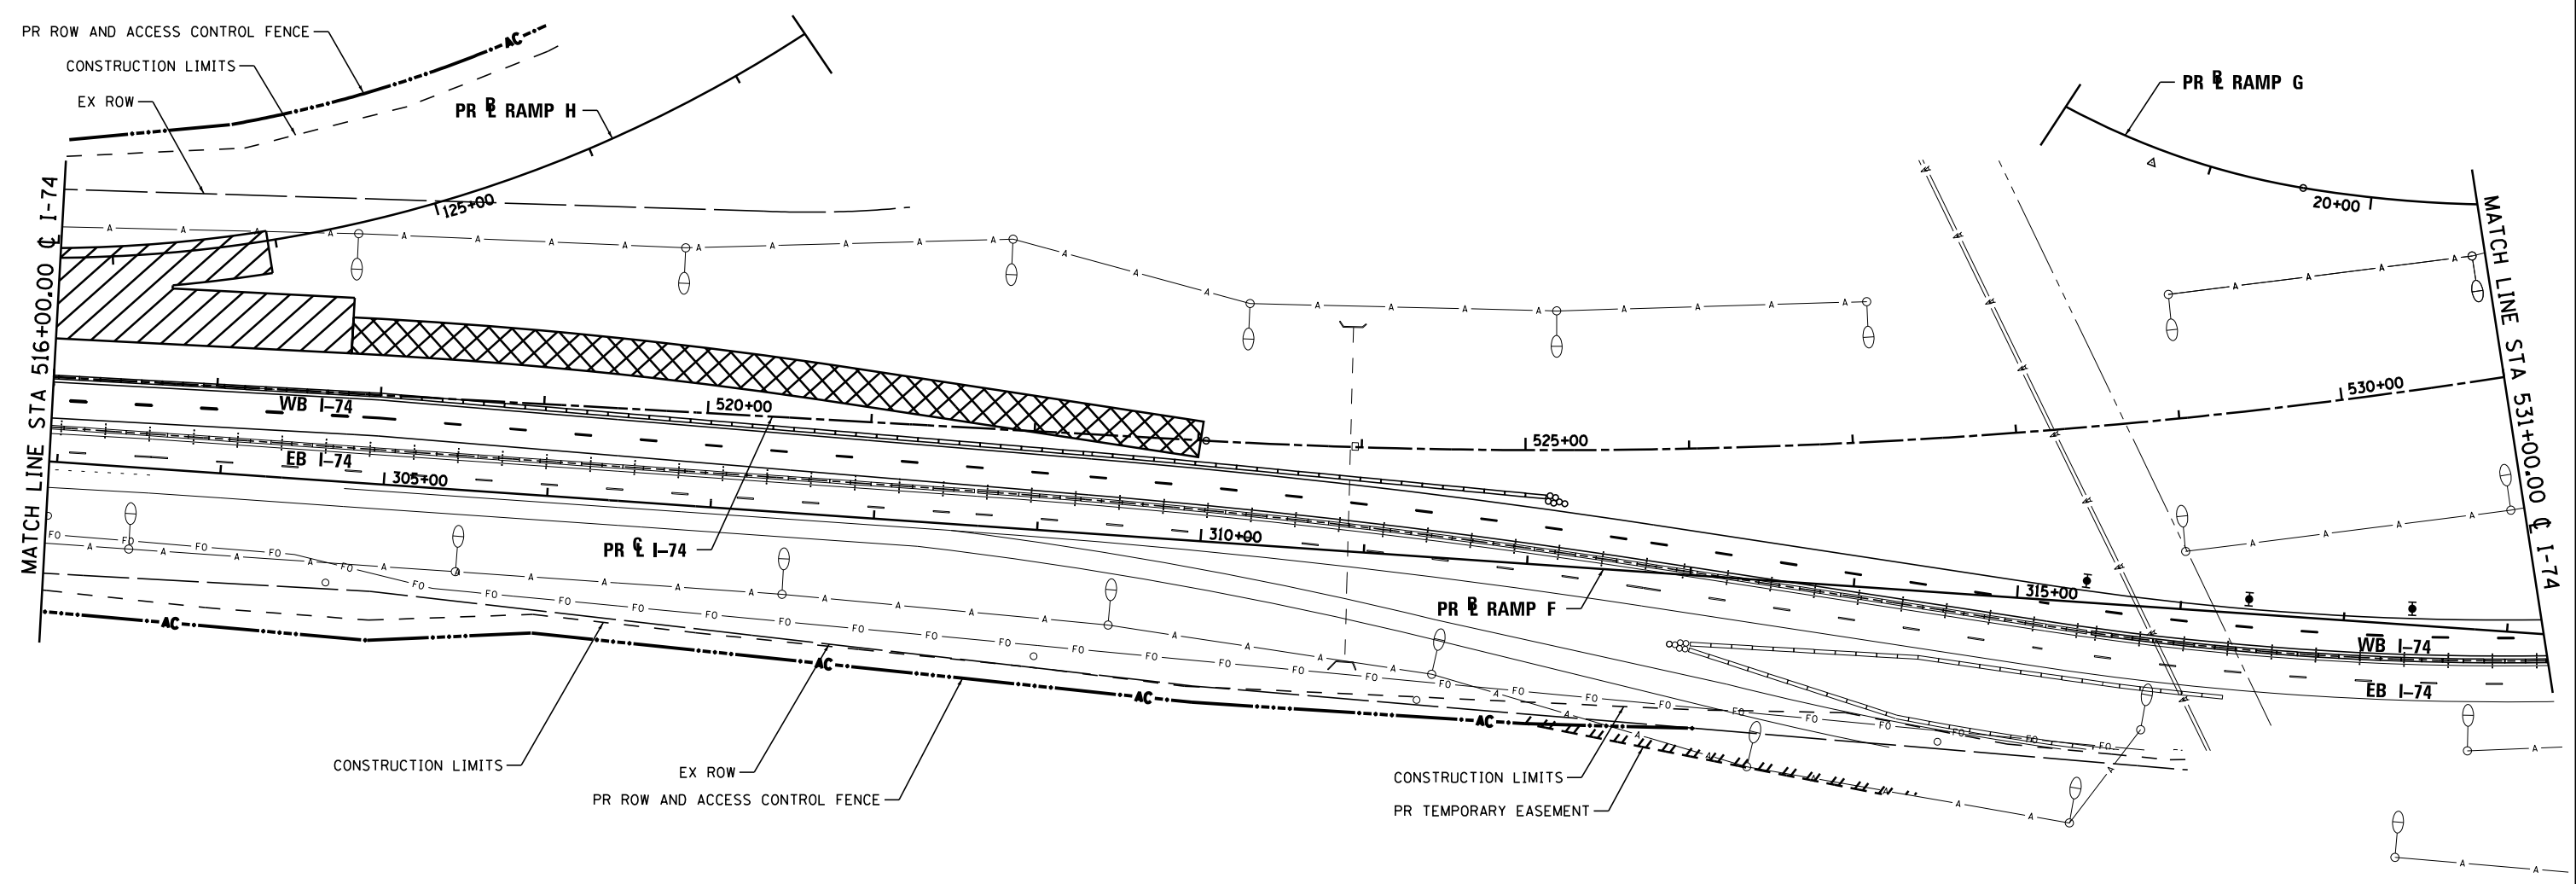 PR ROW AND ACCESS CONTROL FENCE
CONSTRUCTION LIMITS
EX ROW
AC
PR ℄ RAMP H
125+00
PR ℄ RAMP G
20+00
MATCH LINE STA 516+00.00 ℄ I-74
MATCH LINE STA 531+00.00 ℄ I-74
WB I-74
520+00
525+00
530+00
EB I-74
305+00
PR ℄ I-74
310+00
315+00
PR ℄ RAMP F
WB I-74
EB I-74
AC
AC
AC
AC
CONSTRUCTION LIMITS
EX ROW
PR ROW AND ACCESS CONTROL FENCE
CONSTRUCTION LIMITS
PR TEMPORARY EASEMENT